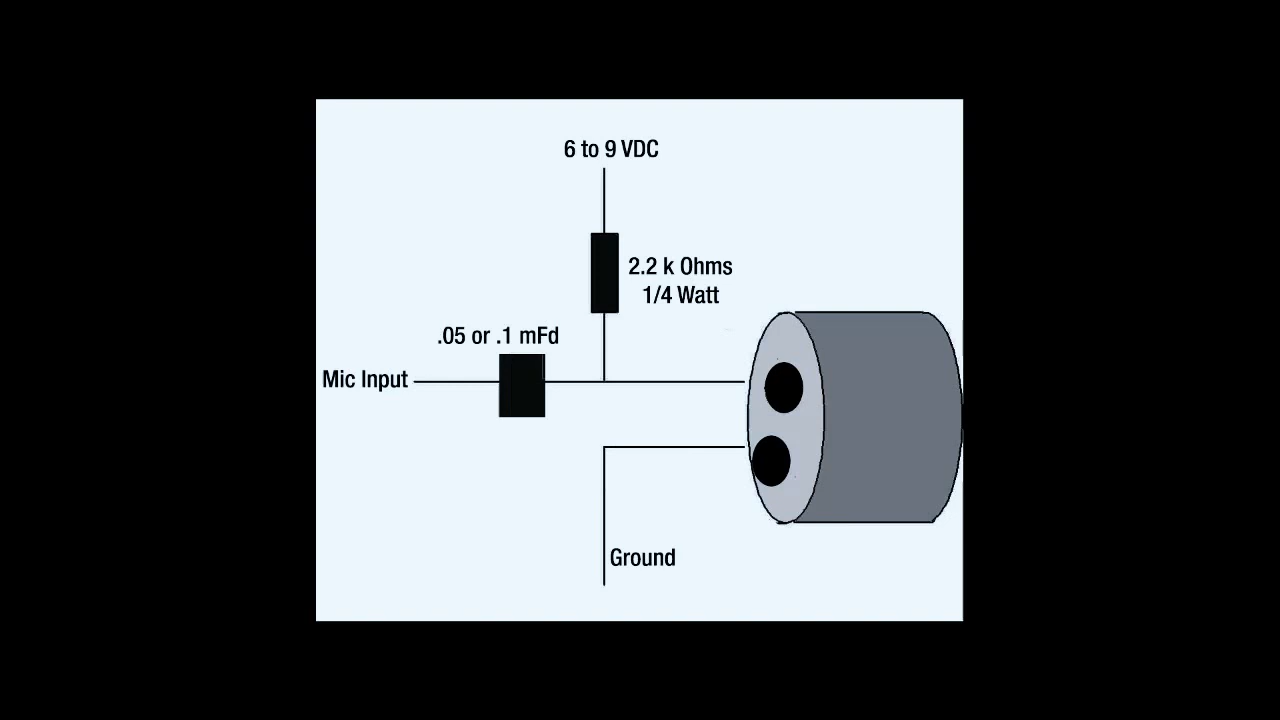 6 to 9 VDC
2.2 k Ohms
1/4 Watt
.05 or .1 mFd
Mic Input
Ground